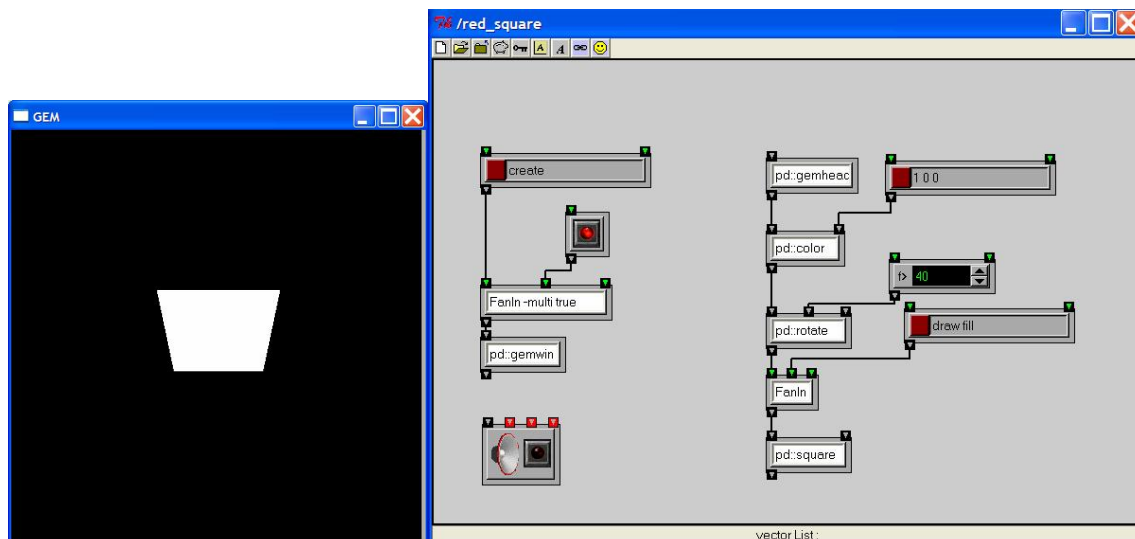 /red_square
GEM
create
pd::gemheac
1 0 0
pd::color
f> 40
FanIn -multi true
draw fill
pd::rotate
pd::gemwin
FanIn
pd::square
vector List :